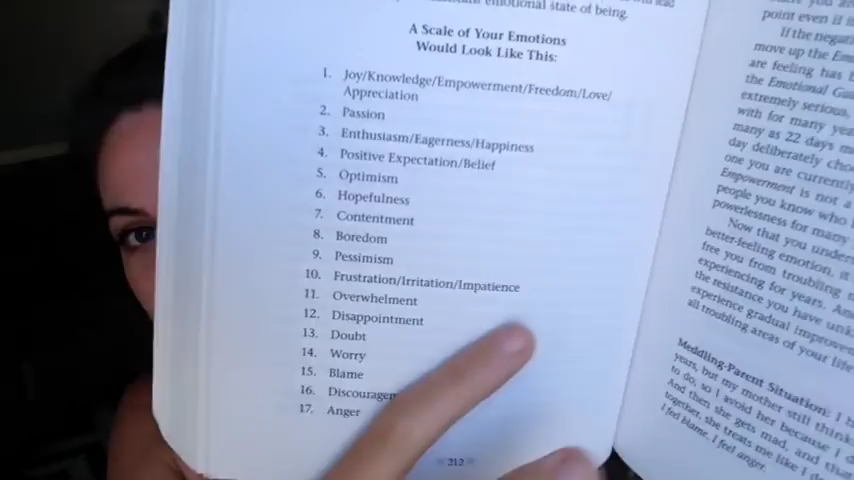 emotional state of being.
A Scale of Your Emotions
Would Look Like This:
1. Joy/Knowledge/Empowerment/Freedom/Love/
Appreciation
2. Passion
3. Enthusiasm/Eagerness/Happiness
4. Positive Expectation/Belief
5. Optimism
6. Hopefulness
7. Contentment
8. Boredom
9. Pessimism
10. Frustration/Irritation/Impatience
11. Overwhelment
12. Disappointment
13. Doubt
14. Worry
15. Blame
16.
17. Anger
212
point even if
If the
move up the
are feeling has
the Emotional
extremely serious,
with for many
many as 22 days
day deliberately
one you are
Empowerment is not a
people you know who
powerlessness for many
Now that you
better-feeling emotion, it
free you from troubling
experiencing for years.
the resistance you have
experience gradual
all troubling areas of your
Meddling-Parent Situation: I
years, but my mother still
to do, so I avoid her because I
And then she gets mad, and
together, she treats me like I
I feel blame, I feel anger.